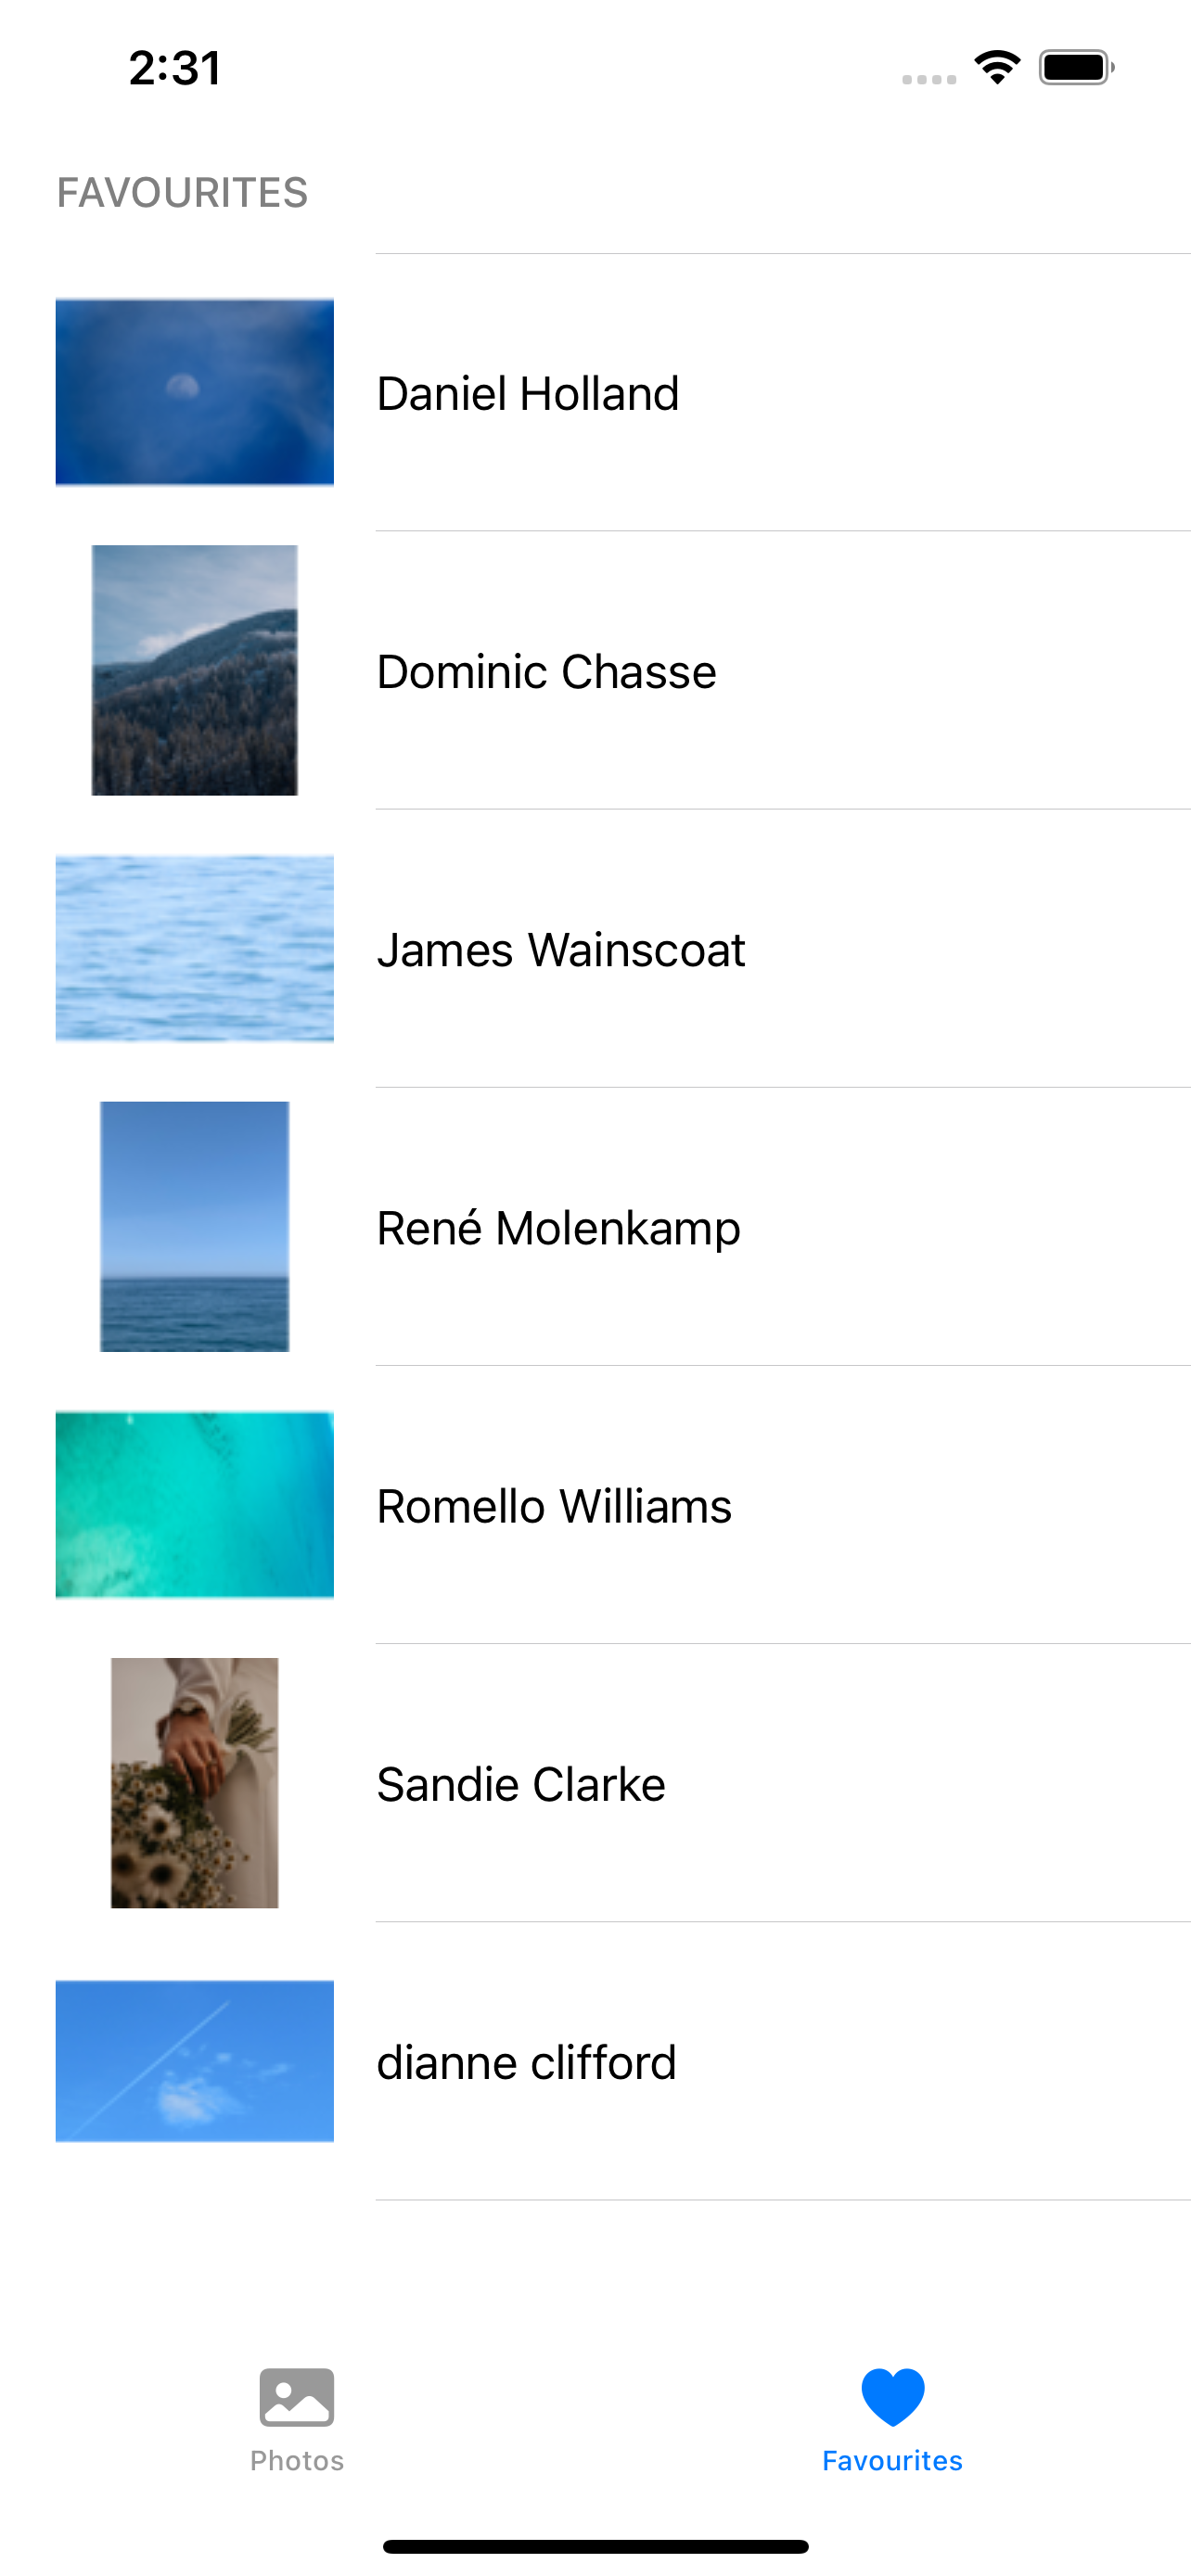 2:31
FAVOURITES
Daniel Holland
Dominic Chasse
James Wainscoat
René Molenkamp
Romello Williams
Sandie Clarke
dianne clifford
Photos
Favourites